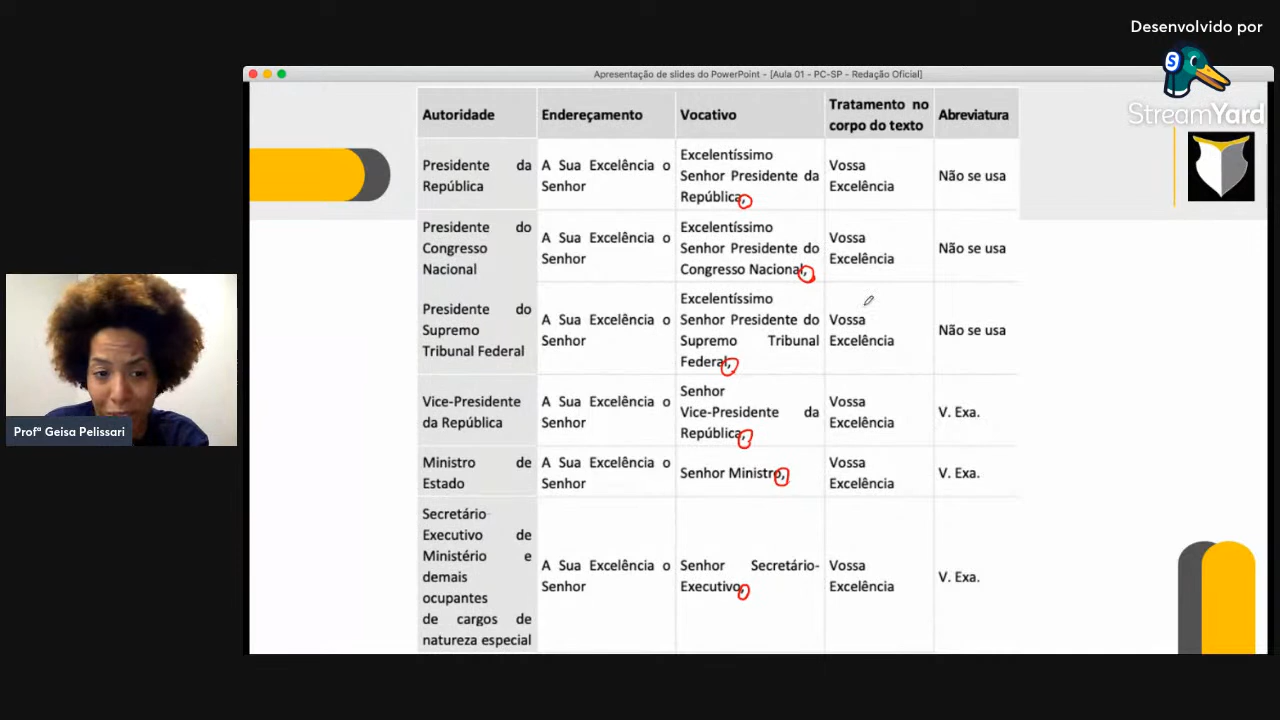 Desenvolvido por
S
StreamYard
Apresentação de slides do PowerPoint - [Aula 01 - PC-SP - Redação Oficial]
Autoridade
Endereçamento
Vocativo
Tratamento no
corpo do texto
Abreviatura
Presidente da
República
A Sua Excelência o
Senhor
Excelentíssimo
Senhor Presidente da
República,
Vossa
Excelência
Não se usa
Presidente do
Congresso
Nacional
A Sua Excelência o
Senhor
Excelentíssimo
Senhor Presidente do
Congresso Nacional,
Vossa
Excelência
Não se usa
Presidente do
Supremo
Tribunal Federal
A Sua Excelência o
Senhor
Excelentíssimo
Senhor Presidente do
Supremo Tribunal
Federal,
Vossa
Excelência
Não se usa
Vice-Presidente
da República
A Sua Excelência o
Senhor
Senhor
Vice-Presidente da
República,
Vossa
Excelência
V. Exa.
Ministro de
Estado
A Sua Excelência o
Senhor
Senhor Ministro,
Vossa
Excelência
V. Exa.
Secretário-
Executivo de
Ministério e
demais
ocupantes
de cargos de
natureza especial
A Sua Excelência o
Senhor
Senhor Secretário-
Executivo,
Vossa
Excelência
V. Exa.
Profª Geisa Pelissari